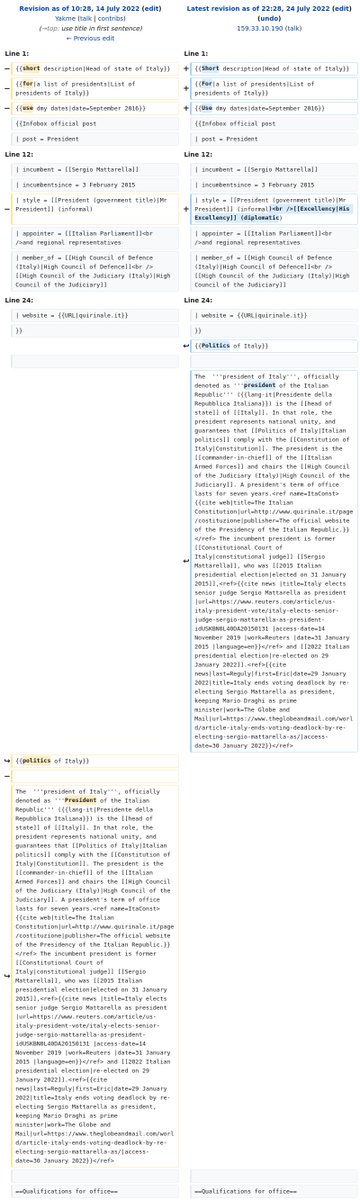 Revision as of 10:28, 14 July 2022 (edit)
Yakme (talk | contribs)
(→top: use title in first sentence)
← Previous edit
Latest revision as of 22:28, 24 July 2022 (edit)
(undo)
159.33.10.190 (talk)
Line 1:
Line 1:
− {{short description|Head of state of Italy}}
+ {{Short description|Head of state of Italy}}
− {{for|a list of presidents|List of
presidents of Italy}}
+ {{For|a list of presidents|List of
presidents of Italy}}
− {{use dmy dates|date=September 2016}}
+ {{Use dmy dates|date=September 2016}}
{{Infobox official post
{{Infobox official post
| post = President
| post = President
Line 12:
Line 12:
| incumbent = [[Sergio Mattarella]]
| incumbent = [[Sergio Mattarella]]
| incumbentsince = 3 February 2015
| incumbentsince = 3 February 2015
− | style = [[President (government title)|Mr
President]] (informal)
+ | style = [[President (government title)|Mr
President]] (informal)<br />[[Excellency|His
Excellency]] (diplomatic)
| appointer = [[Italian Parliament]]<br
/>and regional representatives
| appointer = [[Italian Parliament]]<br
/>and regional representatives
| member_of = [[High Council of Defence
(Italy)|High Council of Defence]]<br />
[[High Council of the Judiciary (Italy)|High
Council of the Judiciary]]
| member_of = [[High Council of Defence
(Italy)|High Council of Defence]]<br />
[[High Council of the Judiciary (Italy)|High
Council of the Judiciary]]
Line 24:
Line 24:
| website = {{URL|quirinale.it}}
| website = {{URL|quirinale.it}}
}}
}}
{{Politics of Italy}}
The '''president of Italy''', officially
denoted as '''president of the Italian
Republic''' ({{lang-it|Presidente della
Repubblica Italiana}}) is the [[head of
state]] of [[Italy]]. In that role, the
president represents national unity, and
guarantees that [[Politics of Italy|Italian
politics]] comply with the [[Constitution of
Italy|Constitution]]. The president is the
[[commander-in-chief]] of the [[Italian
Armed Forces]] and chairs the [[High Council
of the Judiciary (Italy)|High Council of the
Judiciary]]. A president's term of office
lasts for seven years.<ref name=ItaConst>
{{cite web|title=The Italian
Constitution|url=http://www.quirinale.it/page
/costituzione|publisher=The official website
of the Presidency of the Italian Republic.}}
</ref> The incumbent president is former
[[Constitutional Court of
Italy|constitutional judge]] [[Sergio
Mattarella]], who was [[2015 Italian
presidential election|elected on 31 January
2015]],<ref>{{cite news |title=Italy elects
senior judge Sergio Mattarella as president
|url=https://www.reuters.com/article/us-
italy-president-vote/italy-elects-senior-
judge-sergio-mattarella-as-president-
idUSKBN0L40DA20150131 |access-date=14
November 2019 |work=Reuters |date=31 January
2015 |language=en}}</ref> and [[2022 Italian
presidential election|re-elected on 29
January 2022]].<ref>{{cite
news|last=Reguly|first=Eric|date=29 January
2022|title=Italy ends voting deadlock by re-
electing Sergio Mattarella as president,
keeping Mario Draghi as prime
minister|work=The Globe and
Mail|url=https://www.theglobeandmail.com/worl
d/article-italy-ends-voting-deadlock-by-re-
electing-sergio-mattarella-as/|access-
date=30 January 2022}}</ref>
{{politics of Italy}}
−
The '''president of Italy''', officially
denoted as '''President of the Italian
Republic''' ({{lang-it|Presidente della
Repubblica Italiana}}) is the [[head of
state]] of [[Italy]]. In that role, the
president represents national unity, and
guarantees that [[Politics of Italy|Italian
politics]] comply with the [[Constitution of
Italy|Constitution]]. The president is the
[[commander-in-chief]] of the [[Italian
Armed Forces]] and chairs the [[High Council
of the Judiciary (Italy)|High Council of the
Judiciary]]. A president's term of office
lasts for seven years.<ref name=ItaConst>
{{cite web|title=The Italian
Constitution|url=http://www.quirinale.it/page
/costituzione|publisher=The official website
of the Presidency of the Italian Republic.}}
</ref> The incumbent president is former
[[Constitutional Court of
Italy|constitutional judge]] [[Sergio
Mattarella]], who was [[2015 Italian
presidential election|elected on 31 January
2015]],<ref>{{cite news |title=Italy elects
senior judge Sergio Mattarella as president
|url=https://www.reuters.com/article/us-
italy-president-vote/italy-elects-senior-
judge-sergio-mattarella-as-president-
idUSKBN0L40DA20150131 |access-date=14
November 2019 |work=Reuters |date=31 January
2015 |language=en}}</ref> and [[2022 Italian
presidential election|re-elected on 29
January 2022]].<ref>{{cite
news|last=Reguly|first=Eric|date=29 January
2022|title=Italy ends voting deadlock by re-
electing Sergio Mattarella as president,
keeping Mario Draghi as prime
minister|work=The Globe and
Mail|url=https://www.theglobeandmail.com/worl
d/article-italy-ends-voting-deadlock-by-re-
electing-sergio-mattarella-as/|access-
date=30 January 2022}}</ref>
==Qualifications for office==
==Qualifications for office==